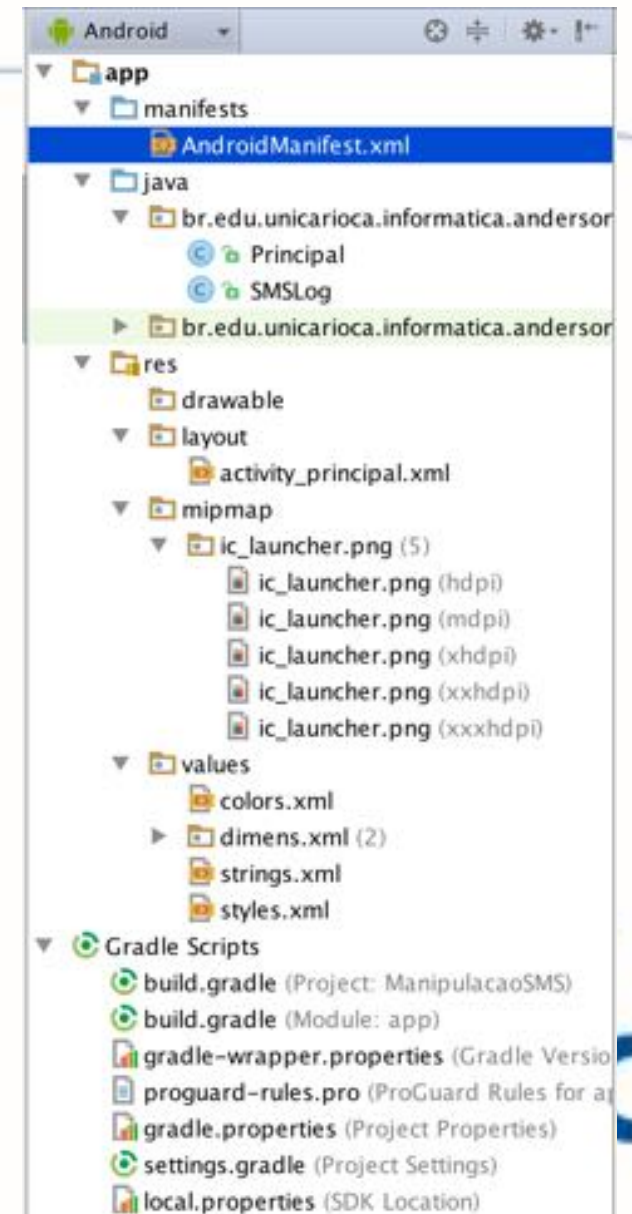 Android
app
manifests
AndroidManifest.xml
java
br.edu.unicarioca.informatica.anderson
Principal
SMSLog
br.edu.unicarioca.informatica.anderson
res
drawable
layout
activity_principal.xml
mipmap
ic_launcher.png (5)
ic_launcher.png (hdpi)
ic_launcher.png (mdpi)
ic_launcher.png (xhdpi)
ic_launcher.png (xxhdpi)
ic_launcher.png (xxxhdpi)
values
colors.xml
dimens.xml (2)
strings.xml
styles.xml
Gradle Scripts
build.gradle (Project: ManipulacaoSMS)
build.gradle (Module: app)
gradle-wrapper.properties (Gradle Versio
proguard-rules.pro (ProGuard Rules for ap
gradle.properties (Project Properties)
settings.gradle (Project Settings)
local.properties (SDK Location)